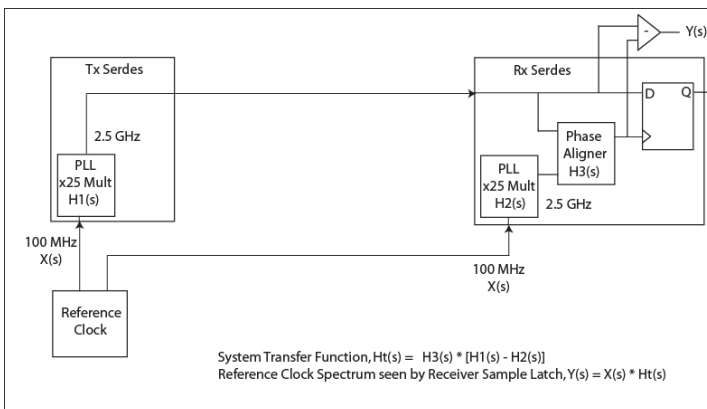 Y(s)
Tx Serdes
Rx Serdes
D
Q
2.5 GHz
Phase
Aligner
H3(s)
PLL
x25 Mult
H1(s)
PLL
x25 Mult
H2(s)
2.5 GHz
100 MHz
X(s)
100 MHz
X(s)
Reference
Clock
System Transfer Function, Ht(s) = H3(s) * [H1(s) - H2(s)]
Reference Clock Spectrum seen by Receiver Sample Latch, Y(s) = X(s) * Ht(s)